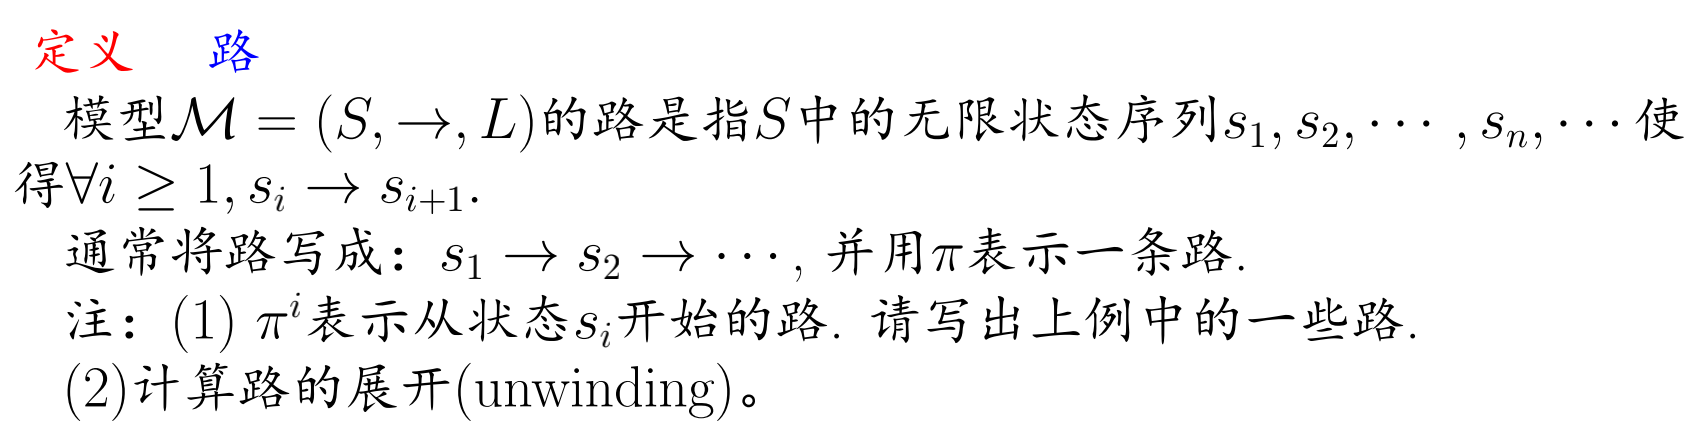 定义 路
模型$\mathcal{M} = (S, \rightarrow, L)$的路是指$S$中的无限状态序列$s_1, s_2, \cdots, s_n, \cdots$使
得$\forall i \geq 1, s_i \rightarrow s_{i+1}$.
通常将路写成：$s_1 \rightarrow s_2 \rightarrow \cdots$, 并用$\pi$表示一条路.
注：(1) $\pi^i$表示从状态$s_i$开始的路. 请写出上例中的一些路.
(2)计算路的展开(unwinding)。